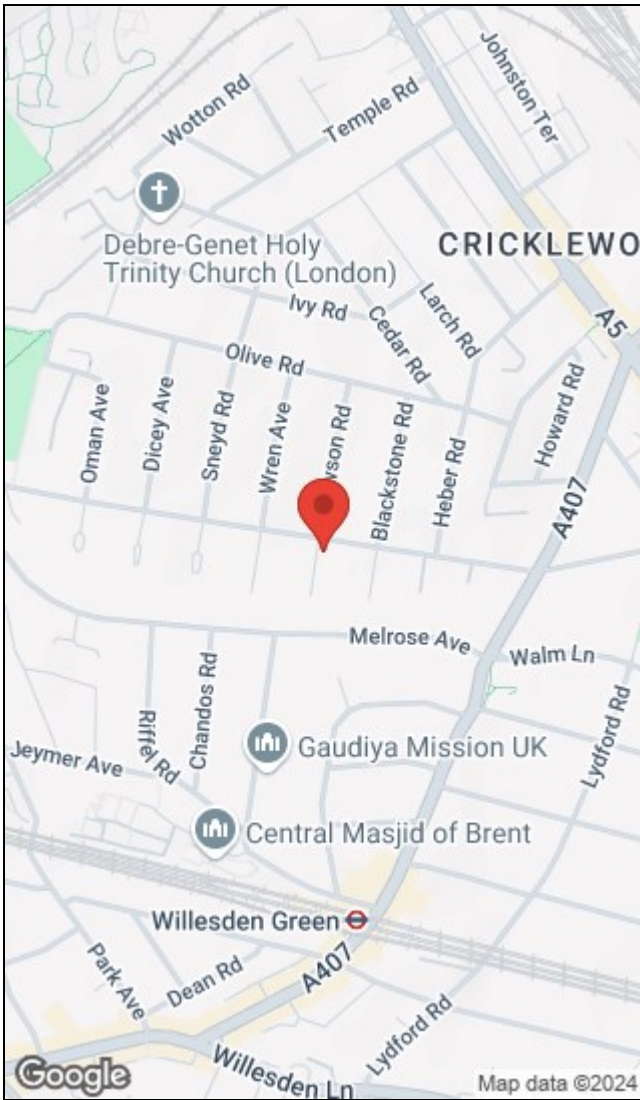 Johnston Ter
Wotton Rd
Temple Rd
Debre-Genet Holy
Trinity Church (London)
CRICKLEWO
Ivy Rd
Larch Rd
Cedar Rd
A5
Olive Rd
Oman Ave
Dicey Ave
Sneyd Rd
Wren Ave
wson Rd
Blackstone Rd
Heber Rd
Howard Rd
A407
Melrose Ave
Walm Ln
Riffel Rd
Chandos Rd
Lydford Rd
Jeymer Ave
Gaudiya Mission UK
Central Masjid of Brent
Willesden Green
Park Ave
Dean Rd
A407
Lydford Rd
Willesden Ln
Google
Map data ©2024